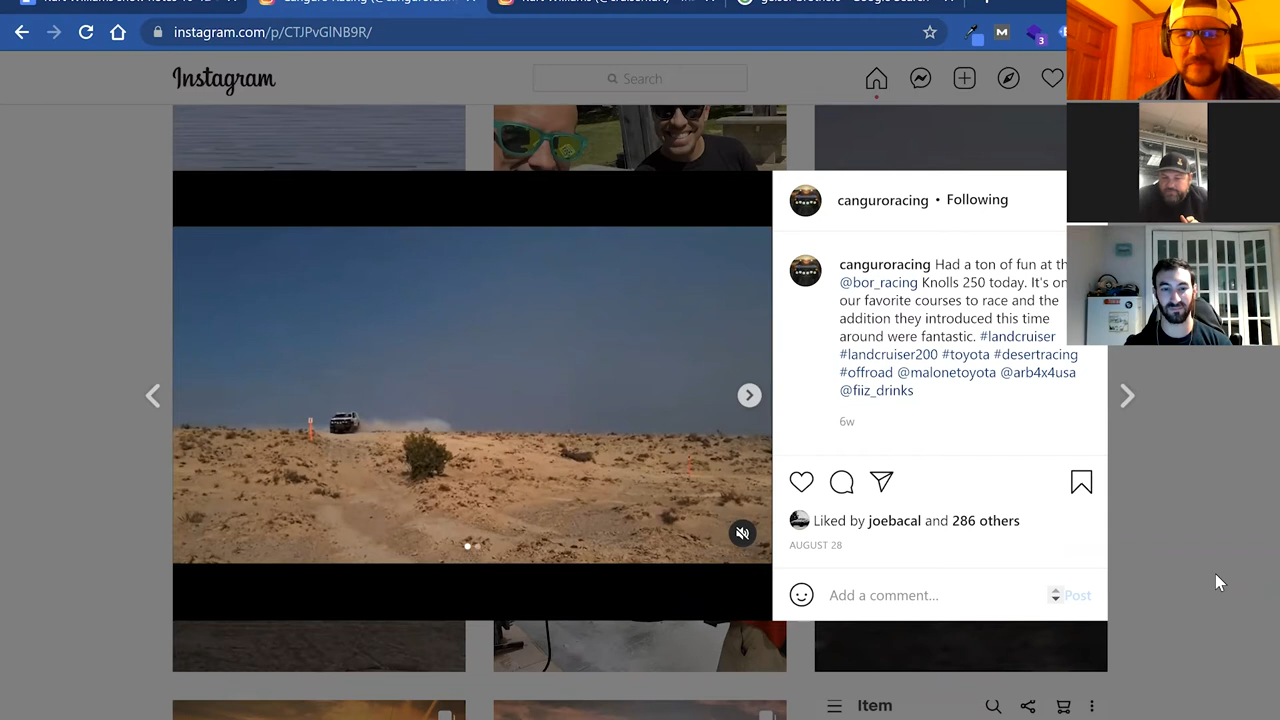 instagram.com/p/CTJPvGlNB9R/
M
3
Instagram
Search
canguroracing • Following
canguroracing Had a ton of fun at th
@bor_racing Knolls 250 today. It's on
our favorite courses to race and the
addition they introduced this time
around were fantastic. #landcruiser
#landcruiser200 #toyota #desertracing
#offroad @malonetoyota @arb4x4usa
@fiiz_drinks
6w
Liked by joebacal and 286 others
AUGUST 28
Add a comment...
Post
Item